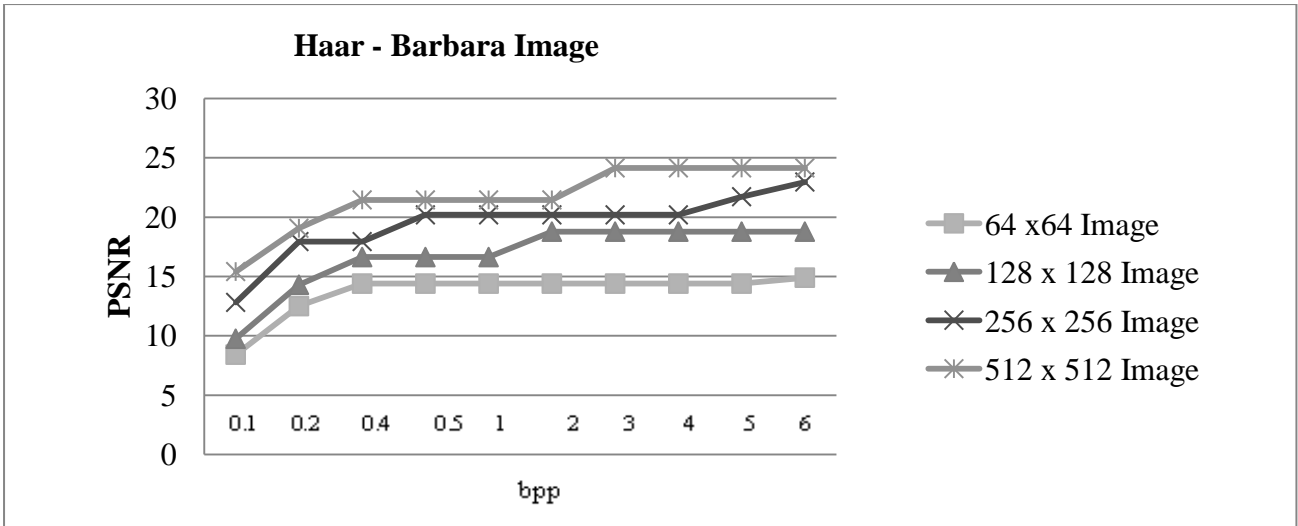 Haar - Barbara Image
PSNR
30
25
20
15
10
5
0
0.1 0.2 0.4 0.5 1 2 3 4 5 6
bpp
64 x64 Image
128 x 128 Image
256 x 256 Image
512 x 512 Image